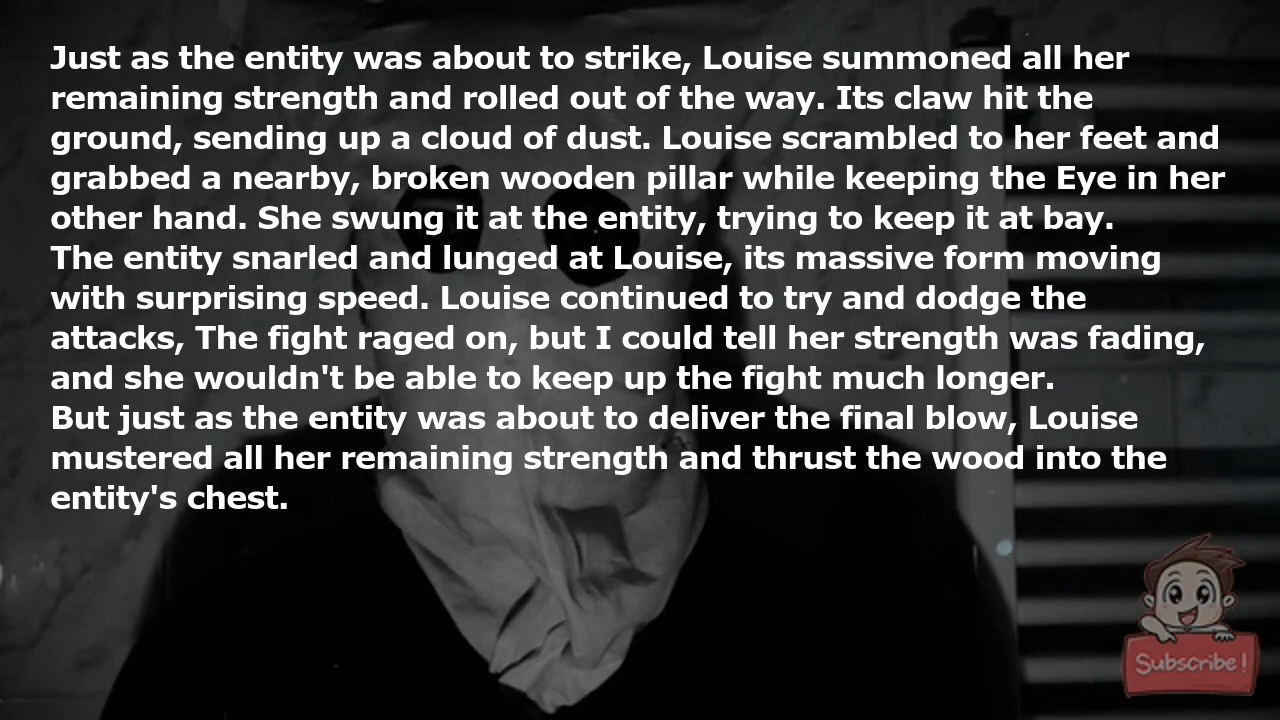 Just as the entity was about to strike, Louise summoned all her
remaining strength and rolled out of the way. Its claw hit the
ground, sending up a cloud of dust. Louise scrambled to her feet and
grabbed a nearby, broken wooden pillar while keeping the Eye in her
other hand. She swung it at the entity, trying to keep it at bay.
The entity snarled and lunged at Louise, its massive form moving
with surprising speed. Louise continued to try and dodge the
attacks, The fight raged on, but I could tell her strength was fading,
and she wouldn't be able to keep up the fight much longer.
But just as the entity was about to deliver the final blow, Louise
mustered all her remaining strength and thrust the wood into the
entity's chest.
Subscribe!